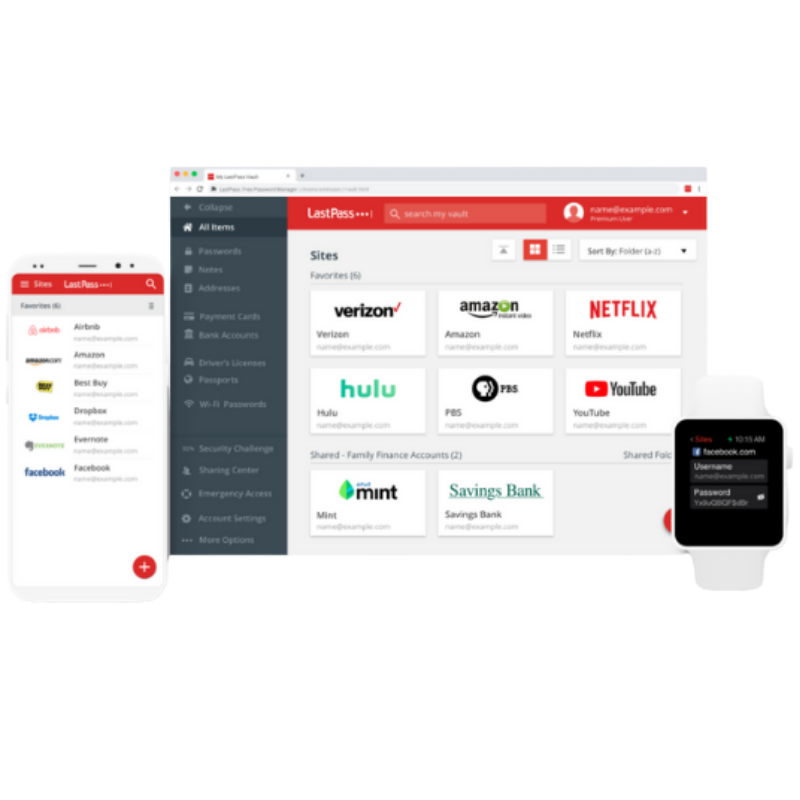 My LastPass Vault
LastPass: Free Password Manager
Collapse
All Items
Passwords
Notes
Addresses
Payment Cards
Bank Accounts
Driver's Licenses
Passports
Wi-Fi Passwords
Security Challenge
Sharing Center
Emergency Access
Account Settings
More Options
LastPass
search my vault
name@example.com
Premium User
Sites
Sort By: Folder (a-z)
Favorites (6)
verizon
Verizon
name@example.com
amazon
instant video
Amazon
name@example.com
NETFLIX
Netflix
name@example.com
hulu
Hulu
name@example.com
PBS
PBS
name@example.com
YouTube
YouTube
name@example.com
Shared - Family Finance Accounts (2)
Shared Fold
intuit
mint
Mint
name@example.com
Savings Bank
Savings Bank
name@example.com
Sites
LastPass
Favorites (6)
airbnb
Airbnb
name@example.com
amazon.com
Amazon
name@example.com
BEST BUY
Best Buy
name@example.com
Dropbox
Dropbox
name@example.com
EVERNOTE
Evernote
name@example.com
facebook
Facebook
name@example.com
Sites
10:15 AM
facebook.com
Username
name@example.com
Password